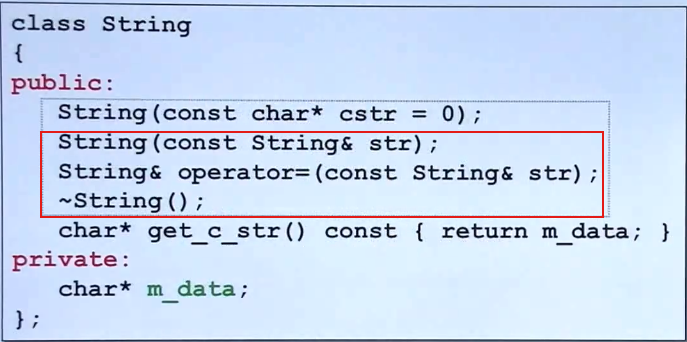 class String
{
public:
String(const char* cstr = 0);
String(const String& str);
String& operator=(const String& str);
~String();
char* get_c_str() const { return m_data; }
private:
char* m_data;
};